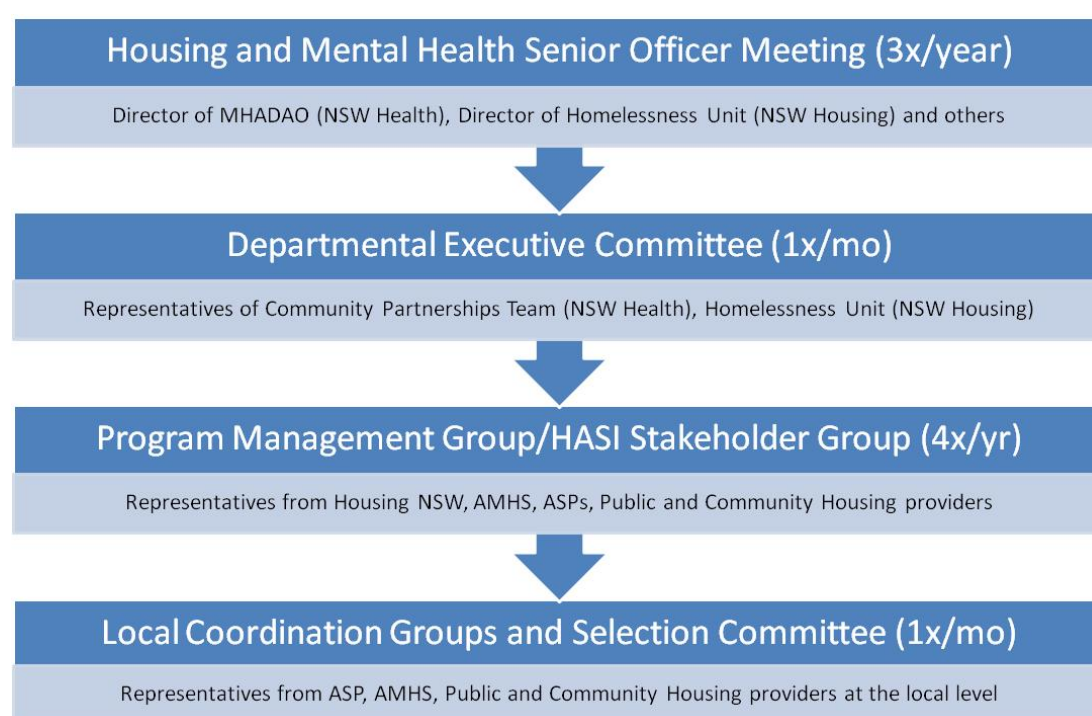 Housing and Mental Health Senior Officer Meeting (3x/year)
Director of MHADAO (NSW Health), Director of Homelessness Unit (NSW Housing) and others
Departmental Executive Committee (1x/mo)
Representatives of Community Partnerships Team (NSW Health), Homelessness Unit (NSW Housing)
Program Management Group/HASI Stakeholder Group (4x/yr)
Representatives from Housing NSW, AMHS, ASPs, Public and Community Housing providers
Local Coordination Groups and Selection Committee (1x/mo)
Representatives from ASP, AMHS, Public and Community Housing providers at the local level